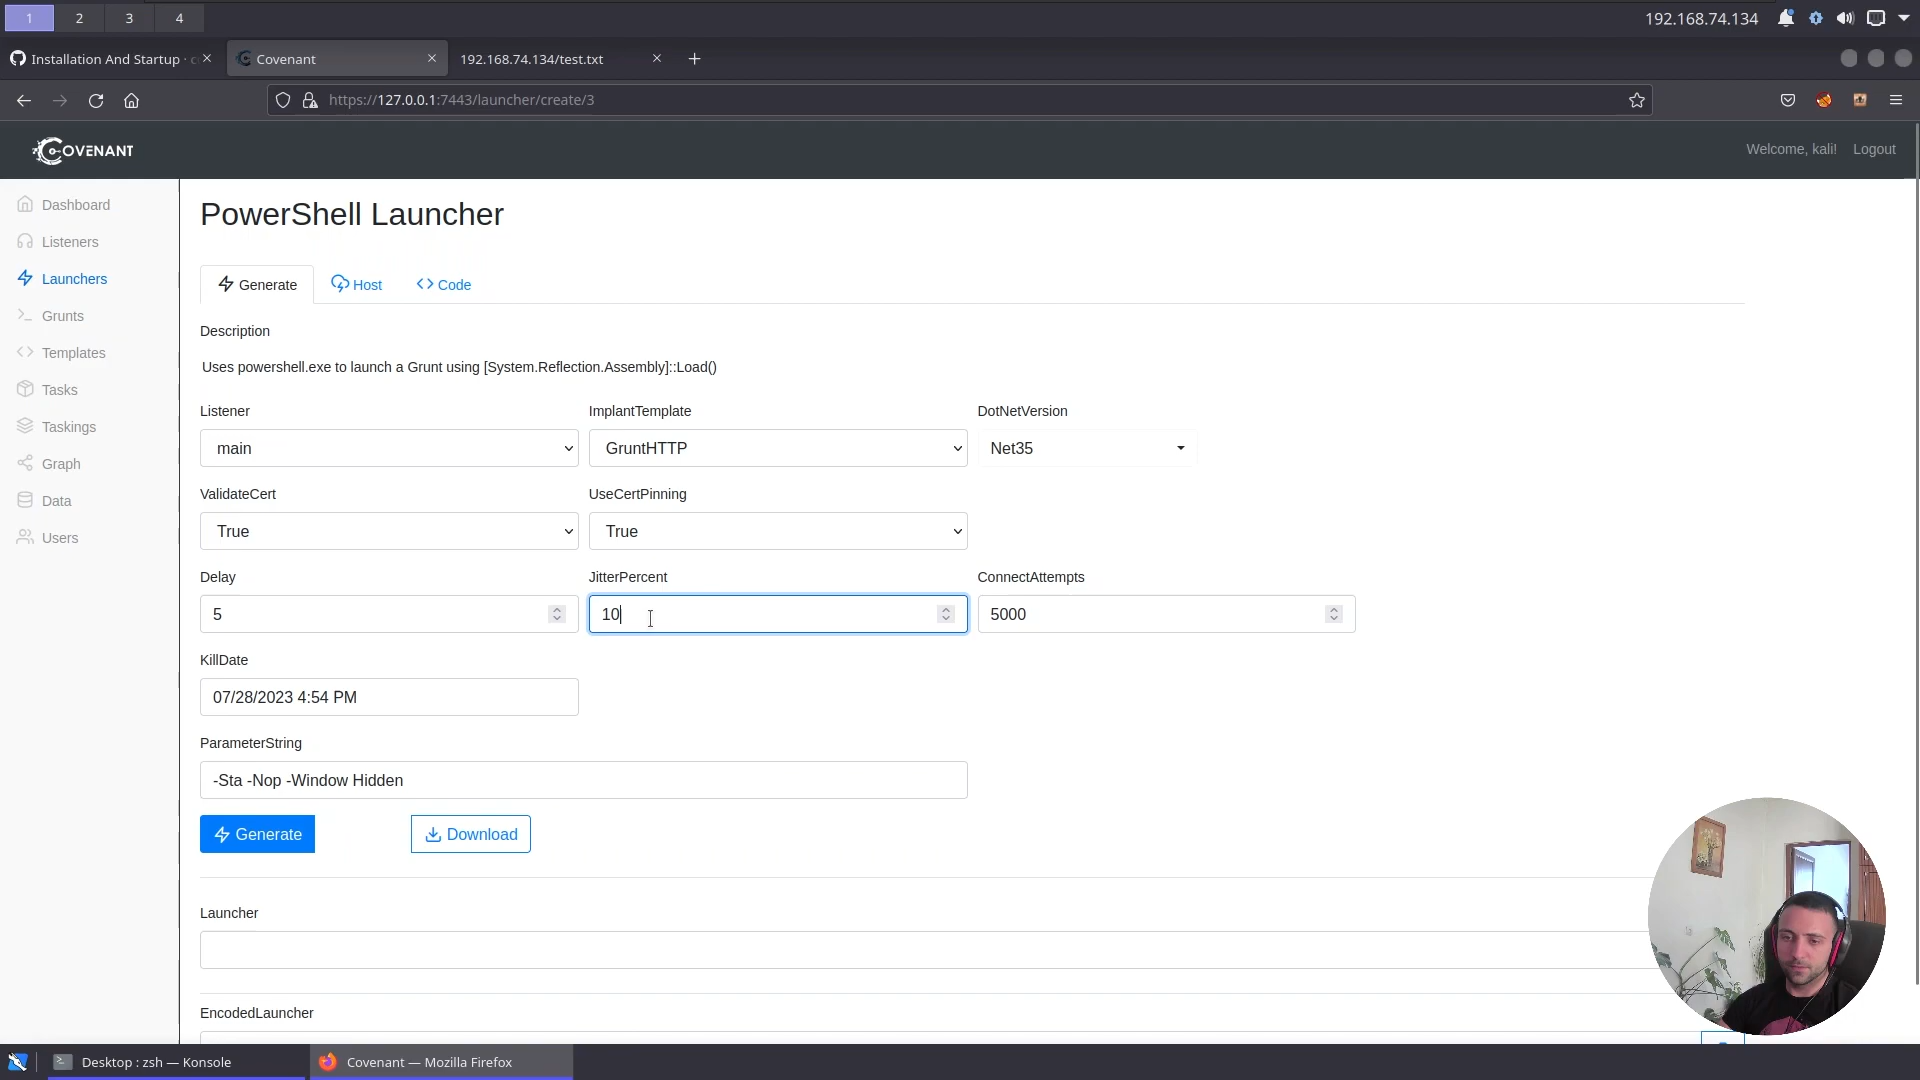 1 2 3 4 192.168.74.134
Installation And Startup · c Covenant 192.168.74.134/test.txt
https://127.0.0.1:7443/launcher/create/3
COVENANT Welcome, kali! Logout
Dashboard
Listeners
Launchers
Grunts
Templates
Tasks
Taskings
Graph
Data
Users
PowerShell Launcher
Generate Host Code
Description
Uses powershell.exe to launch a Grunt using [System.Reflection.Assembly]::Load()
Listener ImplantTemplate DotNetVersion
main GruntHTTP Net35
ValidateCert UseCertPinning
True True
Delay JitterPercent ConnectAttempts
5 10 5000
KillDate
07/28/2023 4:54 PM
ParameterString
-Sta -Nop -Window Hidden
Generate Download
Launcher
EncodedLauncher
Desktop : zsh — Konsole Covenant — Mozilla Firefox